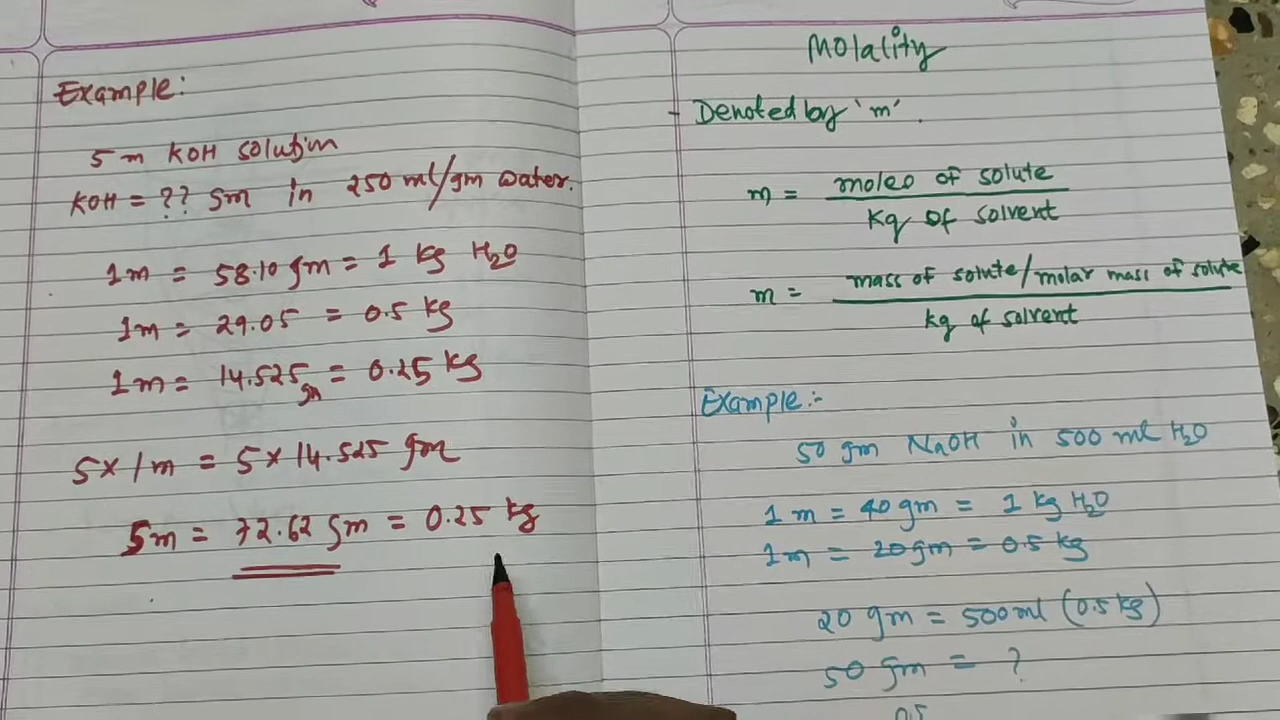 Example:
5 m KOH solution
KOH = ?? gm in 250 ml/gm water.
1m = 58.10 gm = 1 kg H2O
1m = 29.05 = 0.5 kg
1m = 14.525 gm = 0.25 kg
5 x 1m = 5 x 14.525 gm
5m = 72.62 gm = 0.25 kg
Molality
- Denoted by 'm'.
m = moles of solute
Kg of solvent
m = mass of solute/molar mass of solute
kg of solvent
Example:-
50 gm NaOH in 500 ml H2O
1 m = 40 gm = 1 kg H2O
1 m = 20 gm = 0.5 kg
20 gm = 500 ml (0.5 kg)
50 gm = ?
0.5